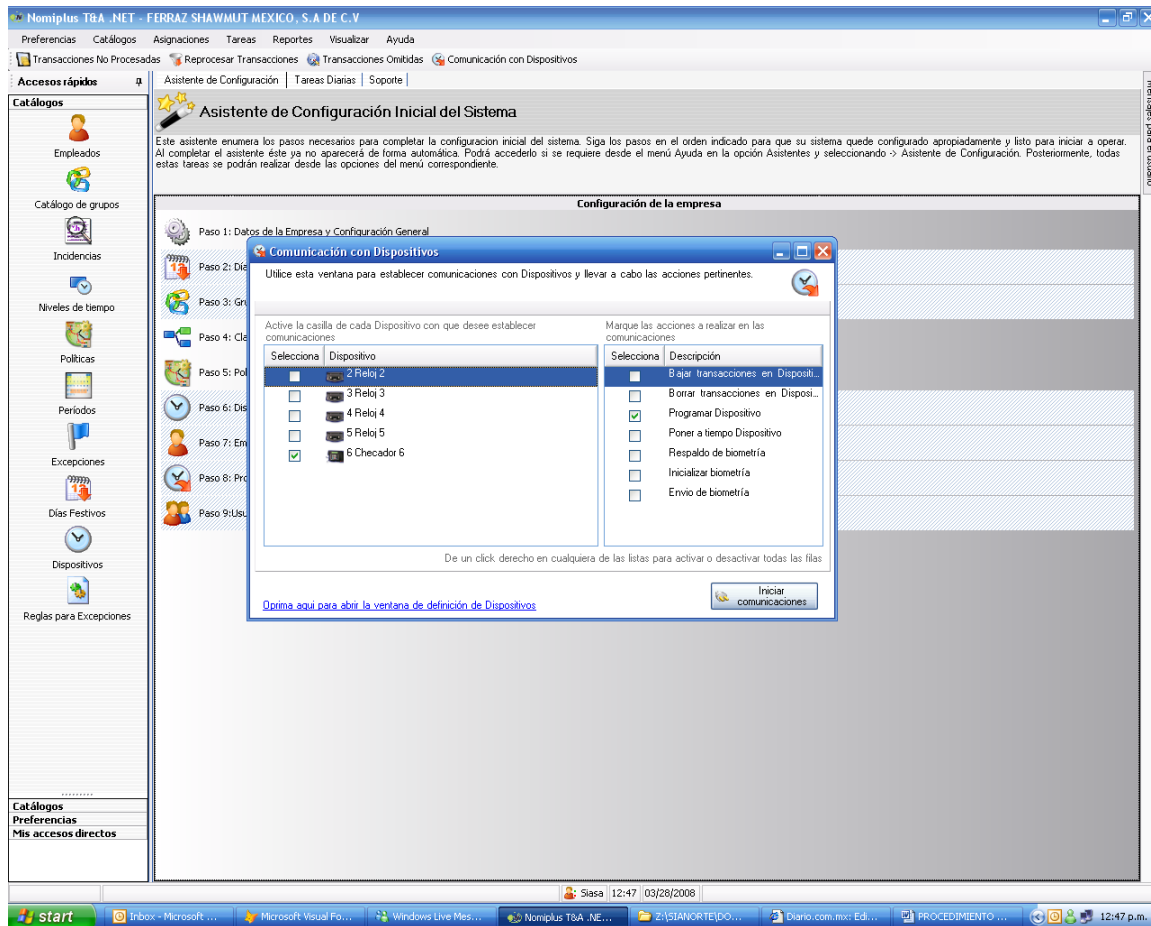 Nomiplus T&A .NET - FERRAZ SHAWMUT MEXICO, S.A DE C.V
Preferencias Catálogos Asignaciones Tareas Reportes Visualizar Ayuda
Transacciones No Procesadas Reprocesar Transacciones Transacciones Omitidas Comunicación con Dispositivos
Accesos rápidos
Asistente de Configuración Tareas Diarias Soporte
Catálogos
Asistente de Configuración Inicial del Sistema
Este asistente enumera los pasos necesarios para completar la configuracion inicial del sistema. Siga los pasos en el orden indicado para que su sistema quede configurado apropiadamente y listo para iniciar a operar.
Al completar el asistente éste ya no aparecerá de forma automática. Podrá accederlo si se requiere desde el menú Ayuda en la opción Asistentes y seleccionando -> Asistente de Configuración. Posteriormente, todas
estas tareas se podrán realizar desde las opciones del menú correspondiente.
Empleados
Catálogo de grupos
Incidencias
Niveles de tiempo
Políticas
Períodos
Excepciones
Días Festivos
Dispositivos
Reglas para Excepciones
Configuración de la empresa
Paso 1: Datos de la Empresa y Configuración General
Paso 2: Día
Paso 3: Gru
Paso 4: Cla
Paso 5: Pol
Paso 6: Dis
Paso 7: Em
Paso 8: Pro
Paso 9:Usu
Comunicación con Dispositivos
Utilice esta ventana para establecer comunicaciones con Dispositivos y llevar a cabo las acciones pertinentes.
Active la casilla de cada Dispositivo con que desee establecer
comunicaciones
Selecciona Dispositivo
2 Reloj 2
3 Reloj 3
4 Reloj 4
5 Reloj 5
6 Checador 6
Marque las acciones a realizar en las
comunicaciones
Selecciona Descripción
Bajar transacciones en Dispositi...
Borrar transacciones en Disposi...
Programar Dispositivo
Poner a tiempo Dispositivo
Respaldo de biometría
Inicializar biometría
Envio de biometría
De un click derecho en cualquiera de las listas para activar o desactivar todas las filas
Oprima aqui para abrir la ventana de definición de Dispositivos
Iniciar
comunicaciones
Catálogos
Preferencias
Mis accesos directos
Siasa 12:47 03/28/2008
start Inbox - Microsoft ... Microsoft Visual Fo... Windows Live Mes... Nomiplus T&A .NE... Z:\SIANORTE\DO... Diario.com.mx: Edi... PROCEDIMIENTO ... 12:47 p.m.